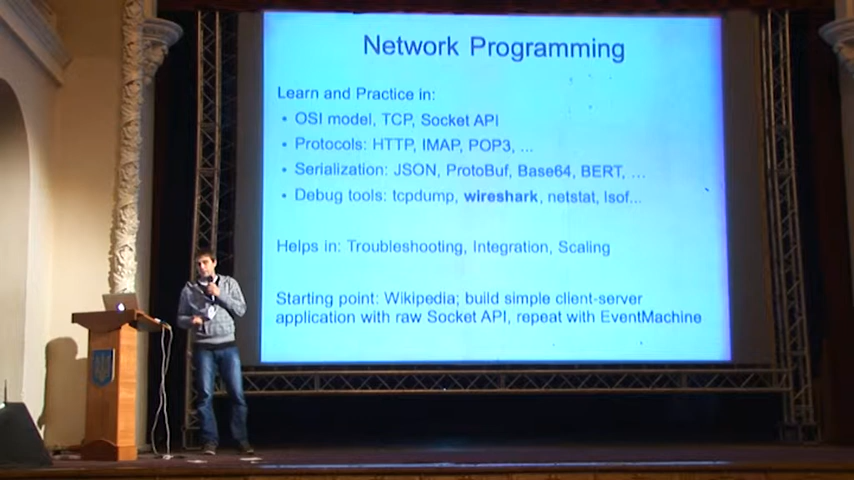 Network Programming
Learn and Practice in:
• OSI model, TCP, Socket API
• Protocols: HTTP, IMAP, POP3, ...
• Serialization: JSON, ProtoBuf, Base64, BERT, ...
• Debug tools: tcpdump, wireshark, netstat, lsof...
Helps in: Troubleshooting, Integration, Scaling
Starting point: Wikipedia; build simple client-server
application with raw Socket API, repeat with EventMachine